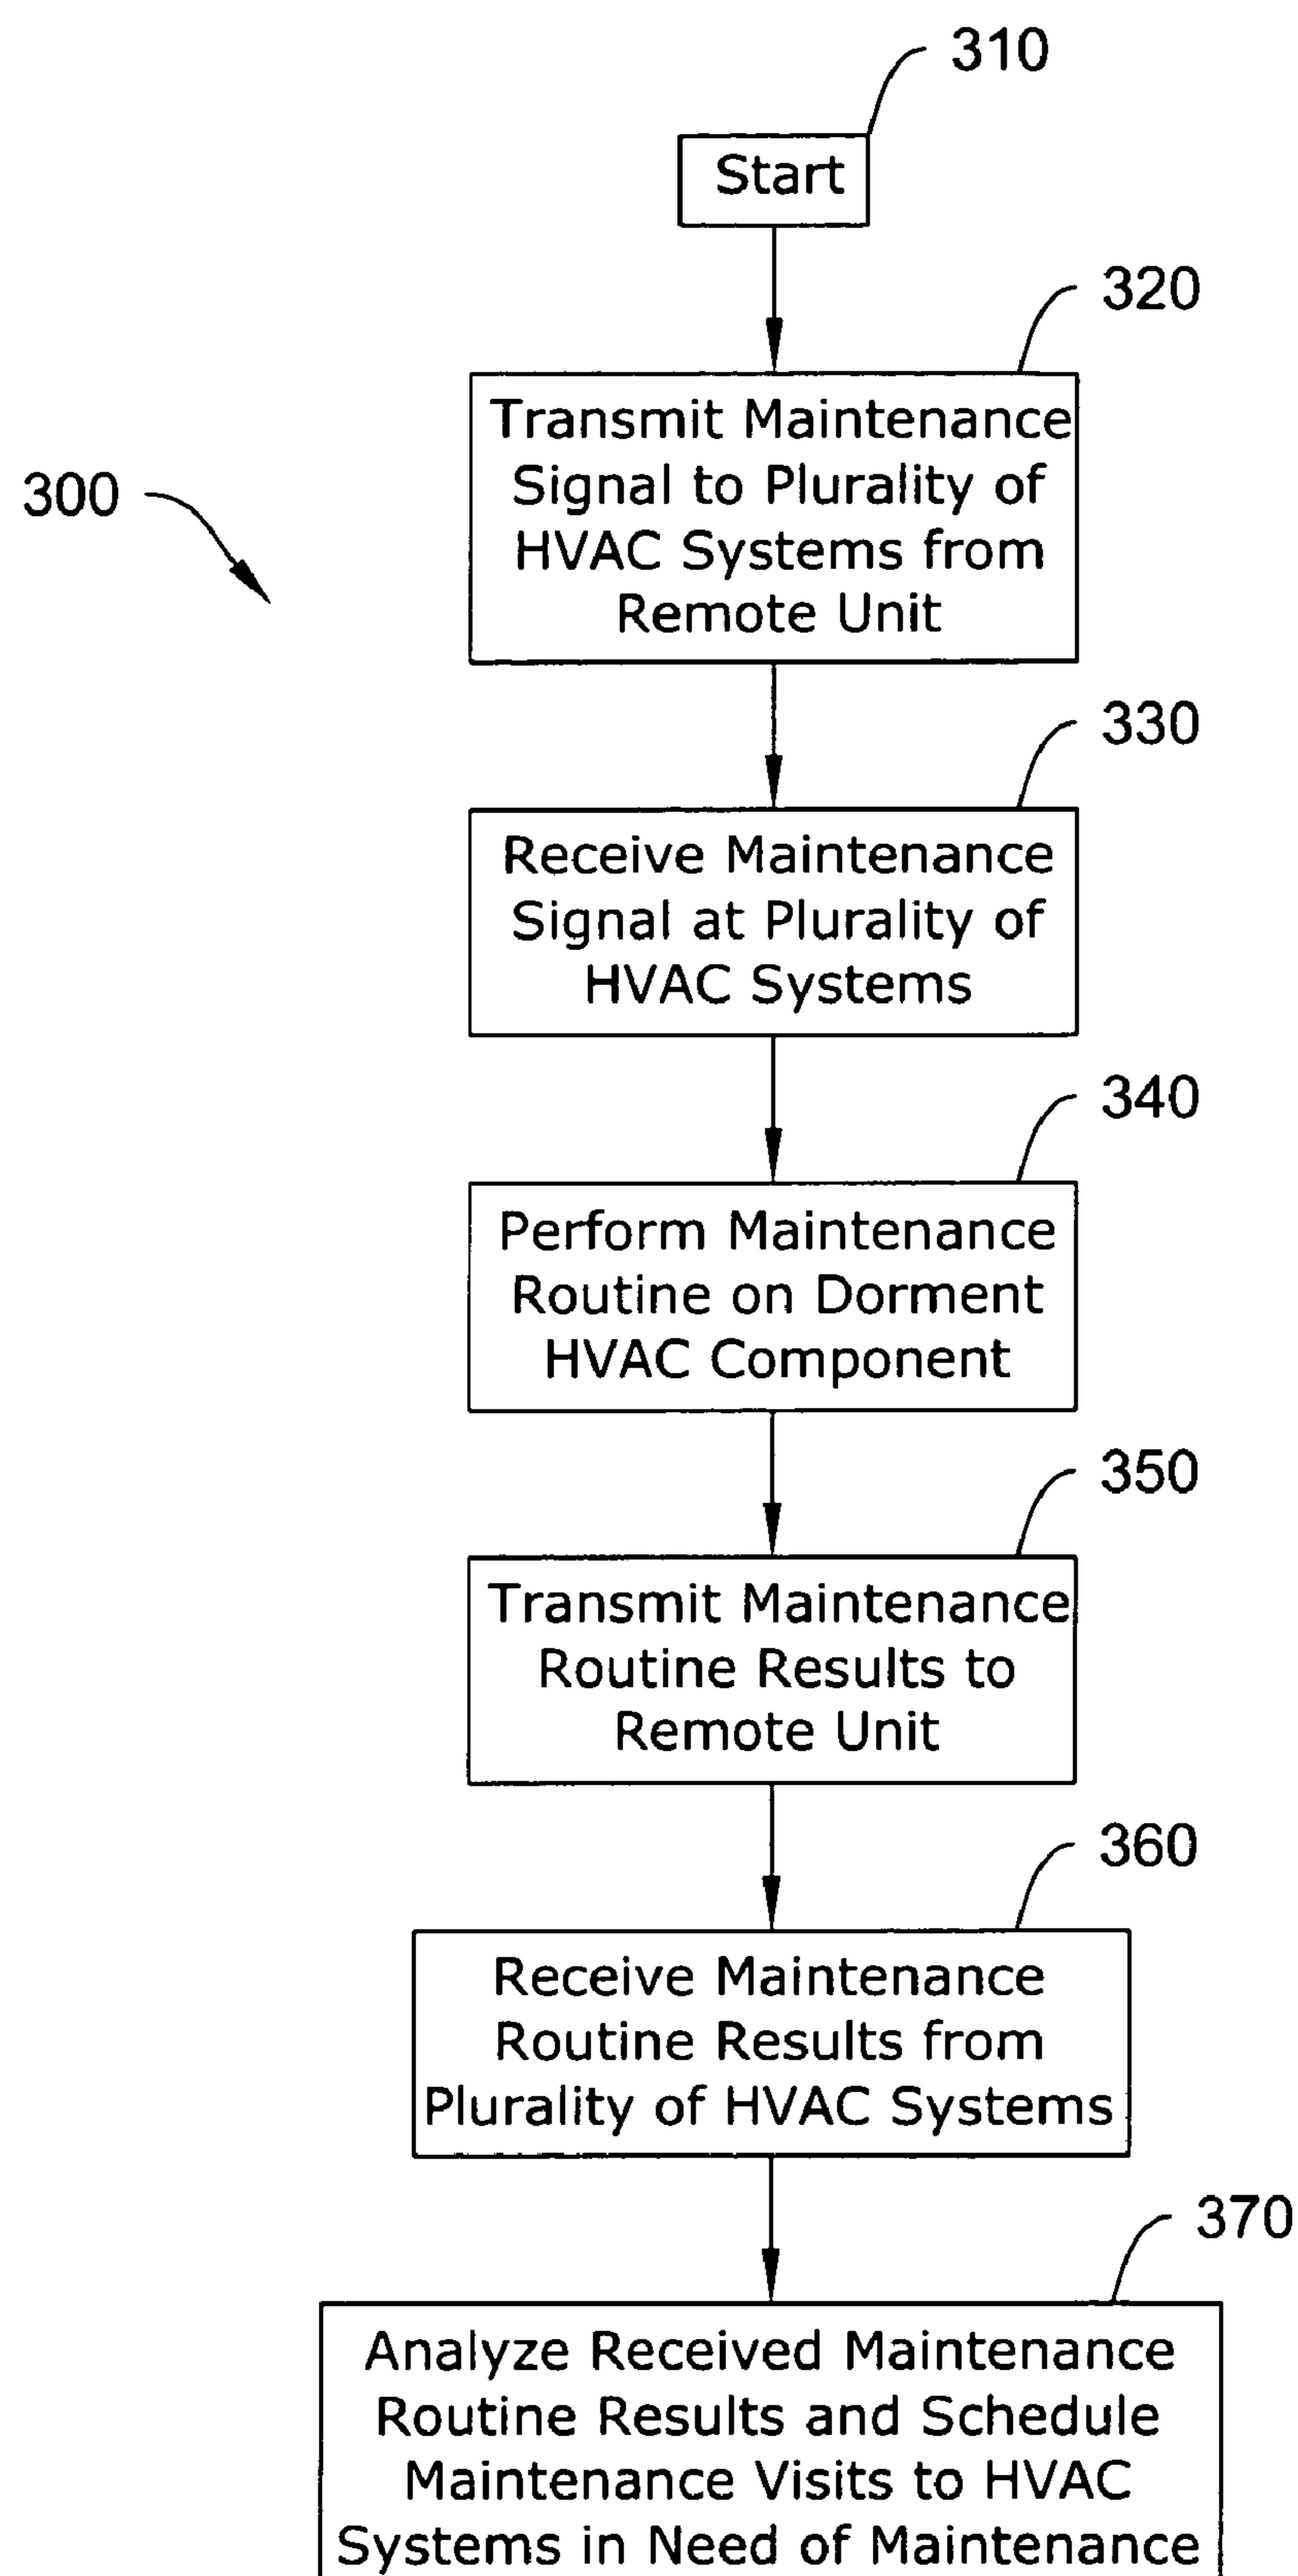 310
Start
320
Transmit Maintenance
Signal to Plurality of
HVAC Systems from
Remote Unit
300
330
Receive Maintenance
Signal at Plurality of
HVAC Systems
340
Perform Maintenance
Routine on Dorment
HVAC Component
350
Transmit Maintenance
Routine Results to
Remote Unit
360
Receive Maintenance
Routine Results from
Plurality of HVAC Systems
370
Analyze Received Maintenance
Routine Results and Schedule
Maintenance Visits to HVAC
Systems in Need of Maintenance